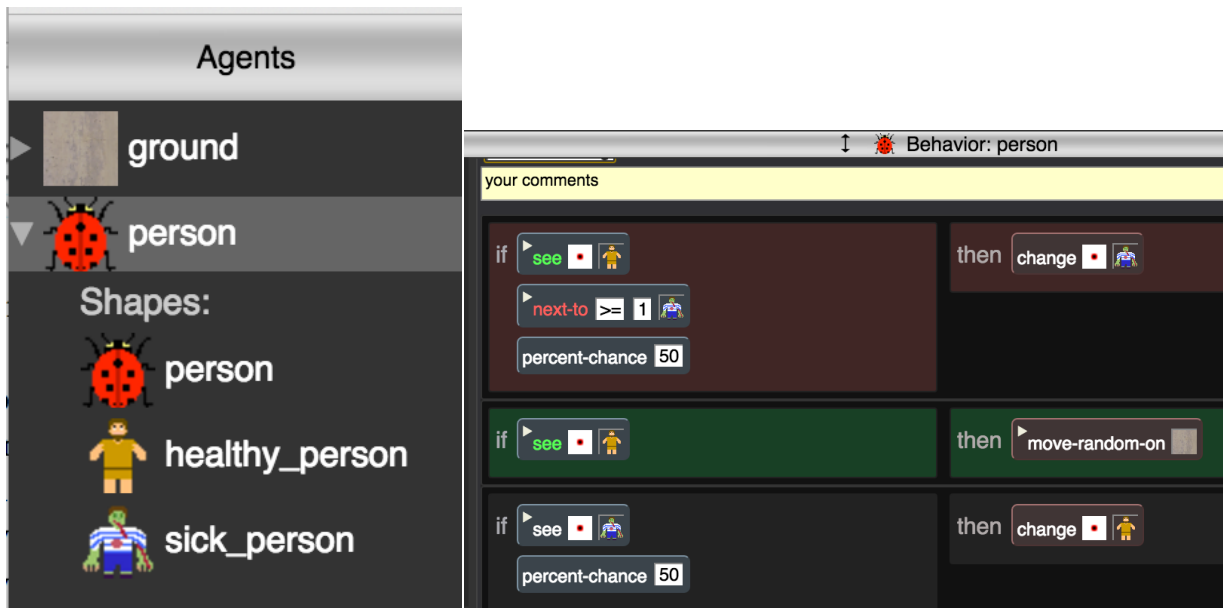 Agents
ground
person
Shapes:
person
healthy_person
sick_person
Behavior: person
your comments
if see then change
next-to >= 1
percent-chance 50
if see then move-random-on
if see then change
percent-chance 50